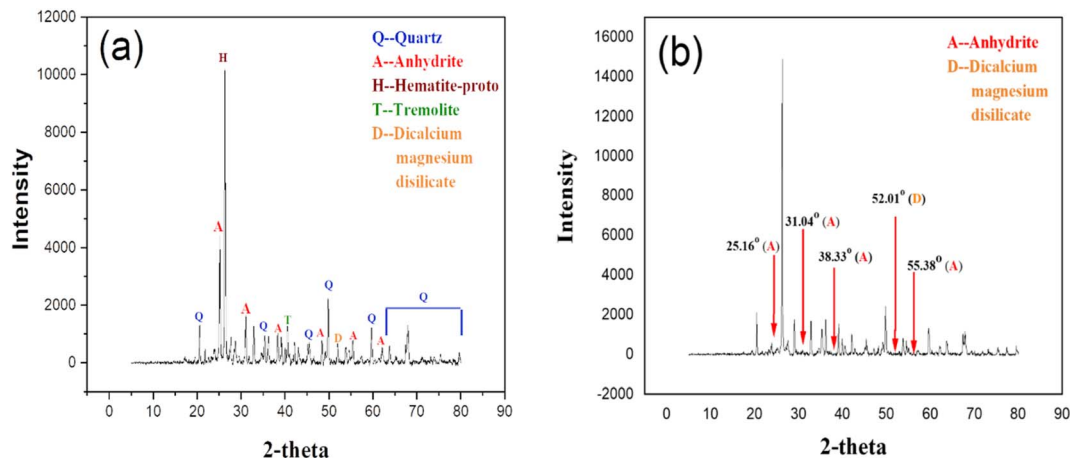 (a)
Q--Quartz
A--Anhydrite
H--Hematite-proto
T--Tremolite
D--Dicalcium
magnesium
disilicate
12000
10000
8000
6000
4000
2000
0
Intensity
H
A
Q
A
Q
A
T
Q
A
Q
D
A
Q
A
Q
0 10 20 30 40 50 60 70 80 90
2-theta
(b)
A--Anhydrite
D--Dicalcium
magnesium
disilicate
16000
14000
12000
10000
8000
6000
4000
2000
0
-2000
Intensity
25.16° (A)
31.04° (A)
38.33° (A)
52.01° (D)
55.38° (A)
0 10 20 30 40 50 60 70 80 90
2-theta